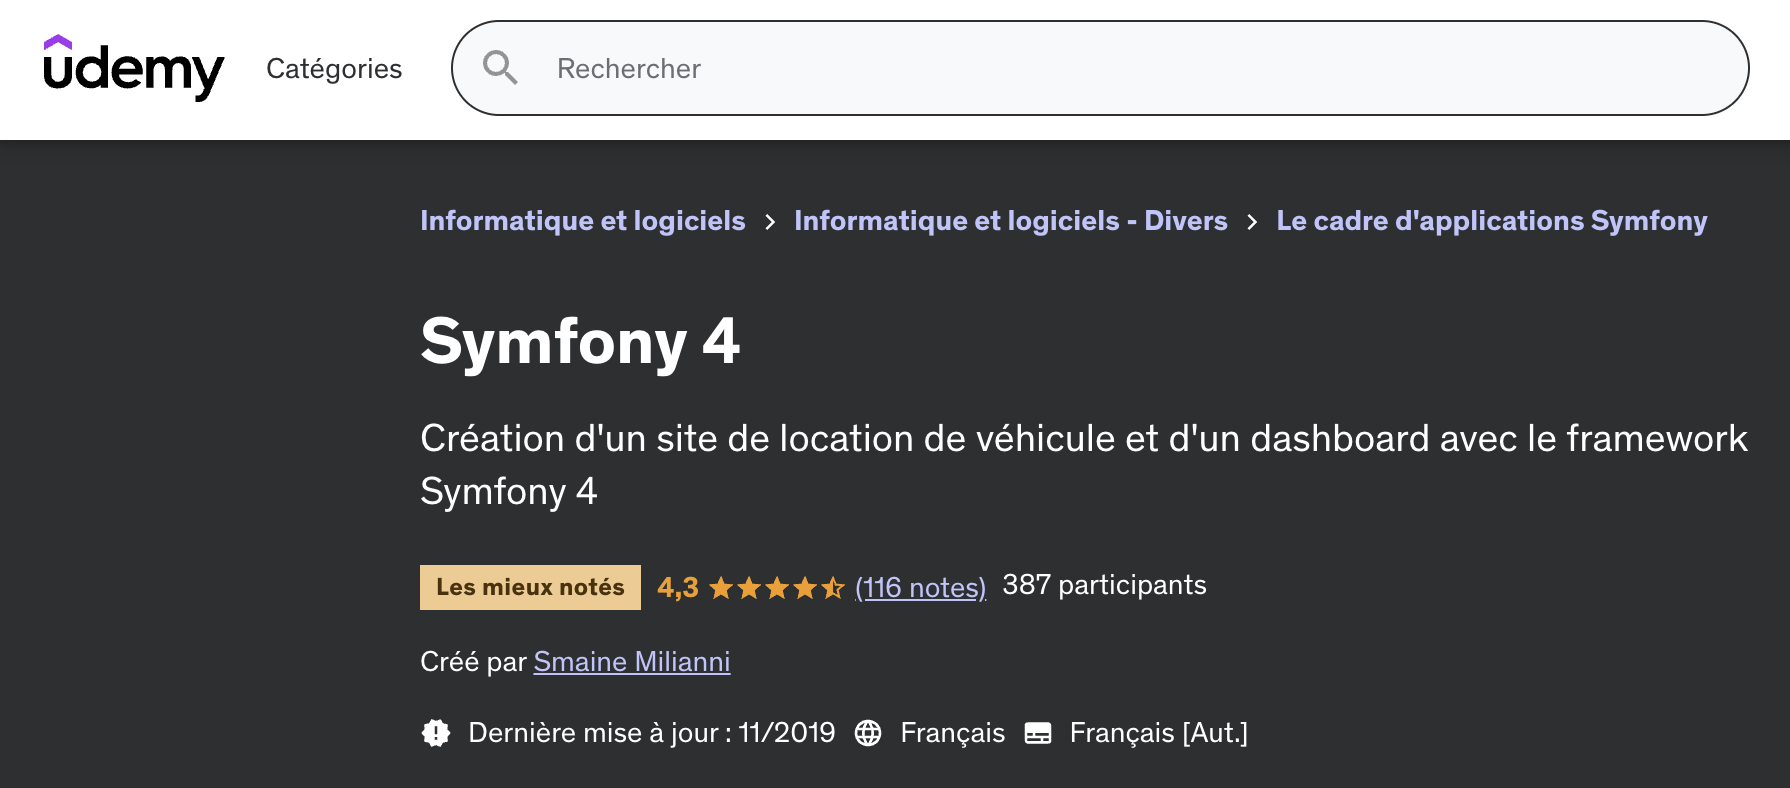 udemy Catégories Rechercher
Informatique et logiciels > Informatique et logiciels - Divers > Le cadre d'applications Symfony
Symfony 4
Création d'un site de location de véhicule et d'un dashboard avec le framework
Symfony 4
Les mieux notés 4,3 (116 notes) 387 participants
Créé par Smaine Milianni
Dernière mise à jour : 11/2019 Français Français [Aut.]